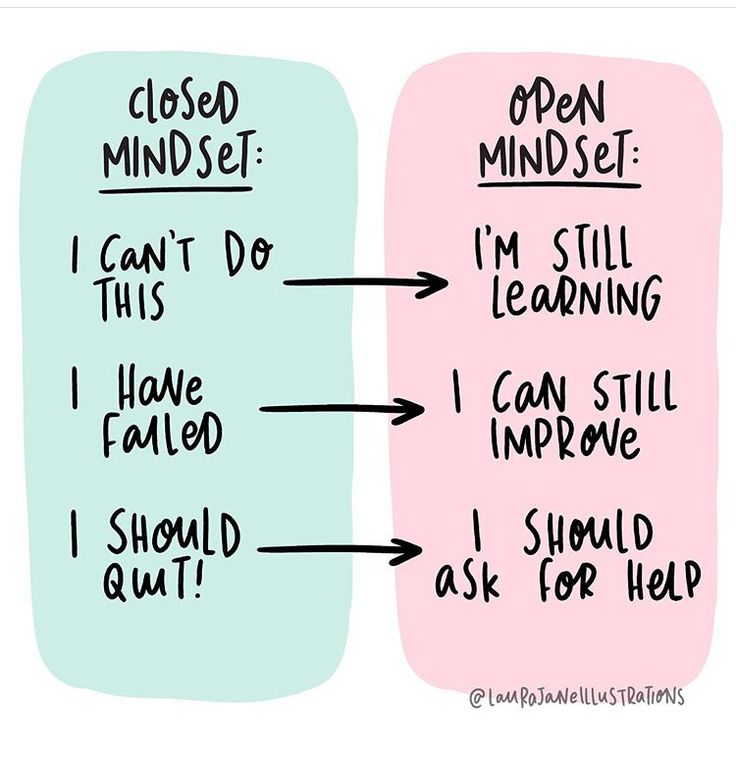 CLOSED
MINDSET:
I CAN'T DO
THIS
I HAVE
FAILED
I SHOULD
QUIT!
OPEN
MINDSET:
I'M STILL
LEARNING
I CAN STILL
IMPROVE
I SHOULD
ASK FOR HELP
@LAURAJANEILLUSTRATIONS